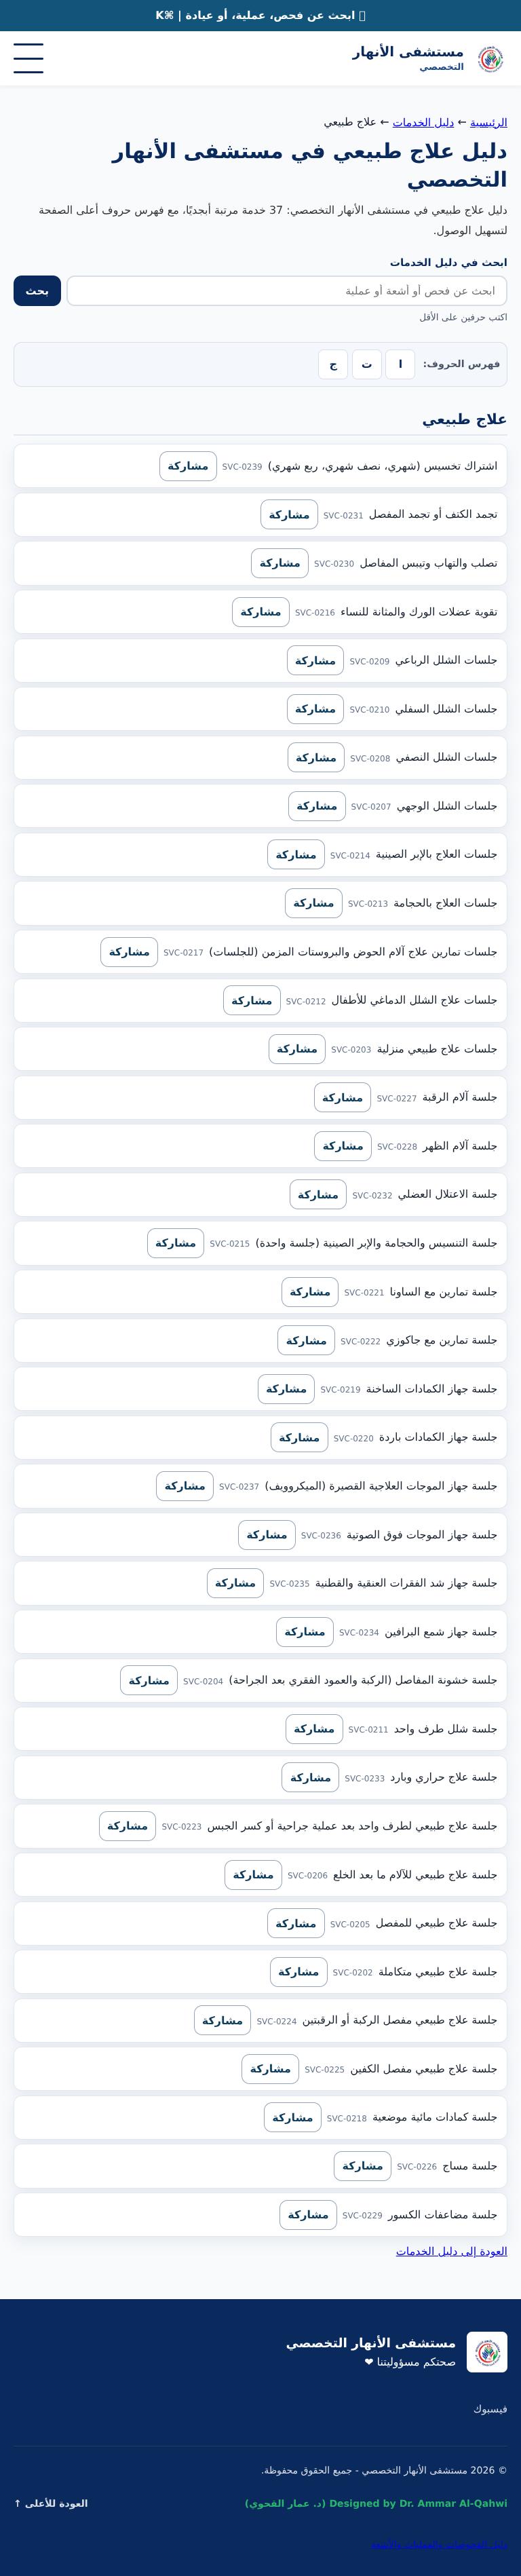 ابحث عن فحص، عملية، أو عيادة | ⌘K
مستشفى الأنهار
التخصصي
الرئيسية ← دليل الخدمات ← علاج طبيعي
دليل علاج طبيعي في مستشفى الأنهار
التخصصي
دليل علاج طبيعي في مستشفى الأنهار التخصصي: 37 خدمة مرتبة أبجديًا، مع فهرس حروف أعلى الصفحة
لتسهيل الوصول.
ابحث في دليل الخدمات
ابحث عن فحص أو أشعة أو عملية
بحث
اكتب حرفين على الأقل
فهرس الحروف: ا ت ج
علاج طبيعي
اشتراك تخسيس (شهري، نصف شهري، ربع شهري) SVC-0239 مشاركة
تجمد الكتف أو تجمد المفصل SVC-0231 مشاركة
تصلب والتهاب وتيبس المفاصل SVC-0230 مشاركة
تقوية عضلات الورك والمثانة للنساء SVC-0216 مشاركة
جلسات الشلل الرباعي SVC-0209 مشاركة
جلسات الشلل السفلي SVC-0210 مشاركة
جلسات الشلل النصفي SVC-0208 مشاركة
جلسات الشلل الوجهي SVC-0207 مشاركة
جلسات العلاج بالإبر الصينية SVC-0214 مشاركة
جلسات العلاج بالحجامة SVC-0213 مشاركة
جلسات تمارين علاج آلام الحوض والبروستات المزمن (للجلسات) SVC-0217 مشاركة
جلسات علاج الشلل الدماغي للأطفال SVC-0212 مشاركة
جلسات علاج طبيعي منزلية SVC-0203 مشاركة
جلسة آلام الرقبة SVC-0227 مشاركة
جلسة آلام الظهر SVC-0228 مشاركة
جلسة الاعتلال العضلي SVC-0232 مشاركة
جلسة التنسيس والحجامة والإبر الصينية (جلسة واحدة) SVC-0215 مشاركة
جلسة تمارين مع الساونا SVC-0221 مشاركة
جلسة تمارين مع جاكوزي SVC-0222 مشاركة
جلسة جهاز الكمادات الساخنة SVC-0219 مشاركة
جلسة جهاز الكمادات باردة SVC-0220 مشاركة
جلسة جهاز الموجات العلاجية القصيرة (الميكروويف) SVC-0237 مشاركة
جلسة جهاز الموجات فوق الصوتية SVC-0236 مشاركة
جلسة جهاز شد الفقرات العنقية والقطنية SVC-0235 مشاركة
جلسة جهاز شمع البرافين SVC-0234 مشاركة
جلسة خشونة المفاصل (الركبة والعمود الفقري بعد الجراحة) SVC-0204 مشاركة
جلسة شلل طرف واحد SVC-0211 مشاركة
جلسة علاج حراري وبارد SVC-0233 مشاركة
جلسة علاج طبيعي لطرف واحد بعد عملية جراحية أو كسر الجبس SVC-0223 مشاركة
جلسة علاج طبيعي للآلام ما بعد الخلع SVC-0206 مشاركة
جلسة علاج طبيعي للمفصل SVC-0205 مشاركة
جلسة علاج طبيعي متكاملة SVC-0202 مشاركة
جلسة علاج طبيعي مفصل الركبة أو الرقبتين SVC-0224 مشاركة
جلسة علاج طبيعي مفصل الكفين SVC-0225 مشاركة
جلسة كمادات مائية موضعية SVC-0218 مشاركة
جلسة مساج SVC-0226 مشاركة
جلسة مضاعفات الكسور SVC-0229 مشاركة
العودة إلى دليل الخدمات
مستشفى الأنهار التخصصي
صحتكم مسؤوليتنا ❤
فيسبوك
© 2026 مستشفى الأنهار التخصصي - جميع الحقوق محفوظة.
Designed by Dr. Ammar Al-Qahwi (د. عمار القحوي)
العودة للأعلى ↑